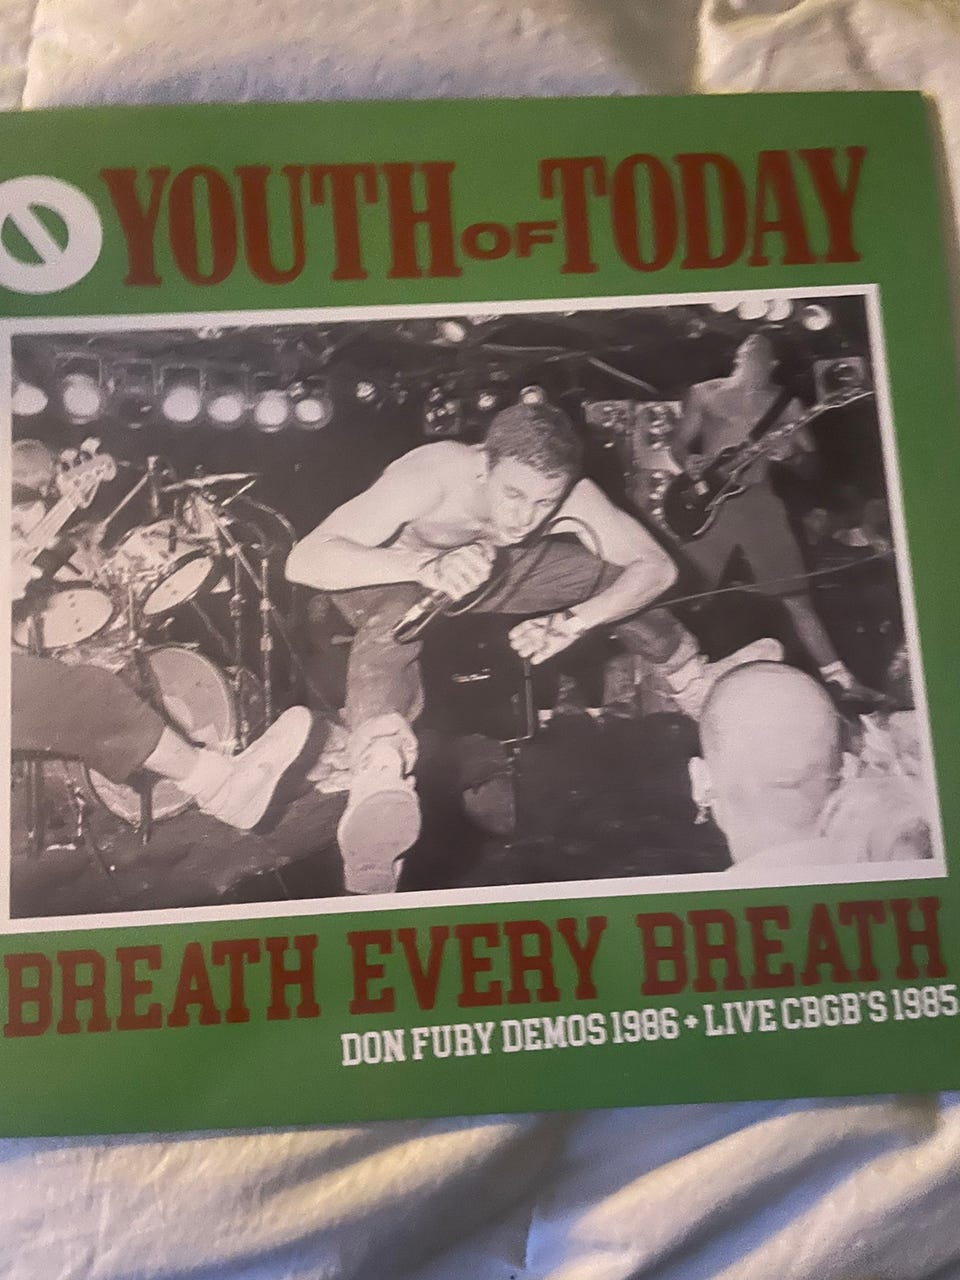 YOUTH OF TODAY
BREATH EVERY BREATH
DON FURY DEMOS 1986 + LIVE CBGB'S 1985